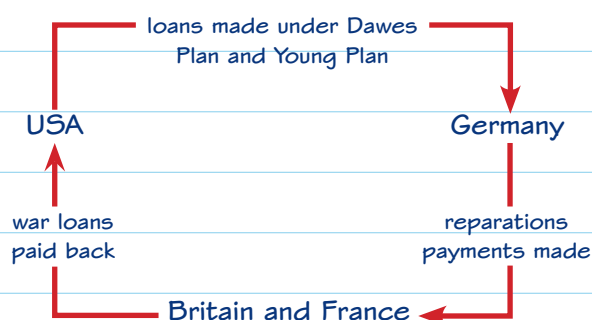 loans made under Dawes
Plan and Young Plan
USA
Germany
war loans
paid back
reparations
payments made
Britain and France